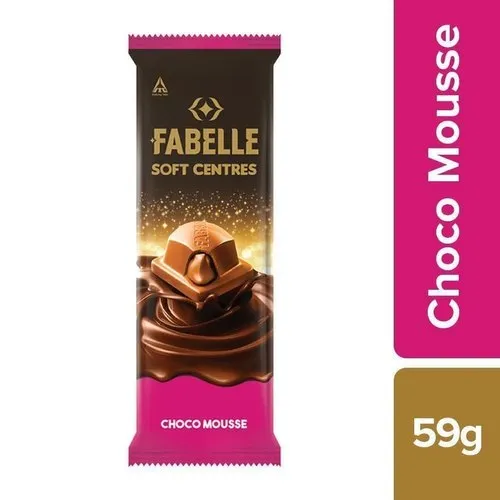 FABELLE
SOFT CENTRES
CHOCO MOUSSE
Choco Mousse
59g